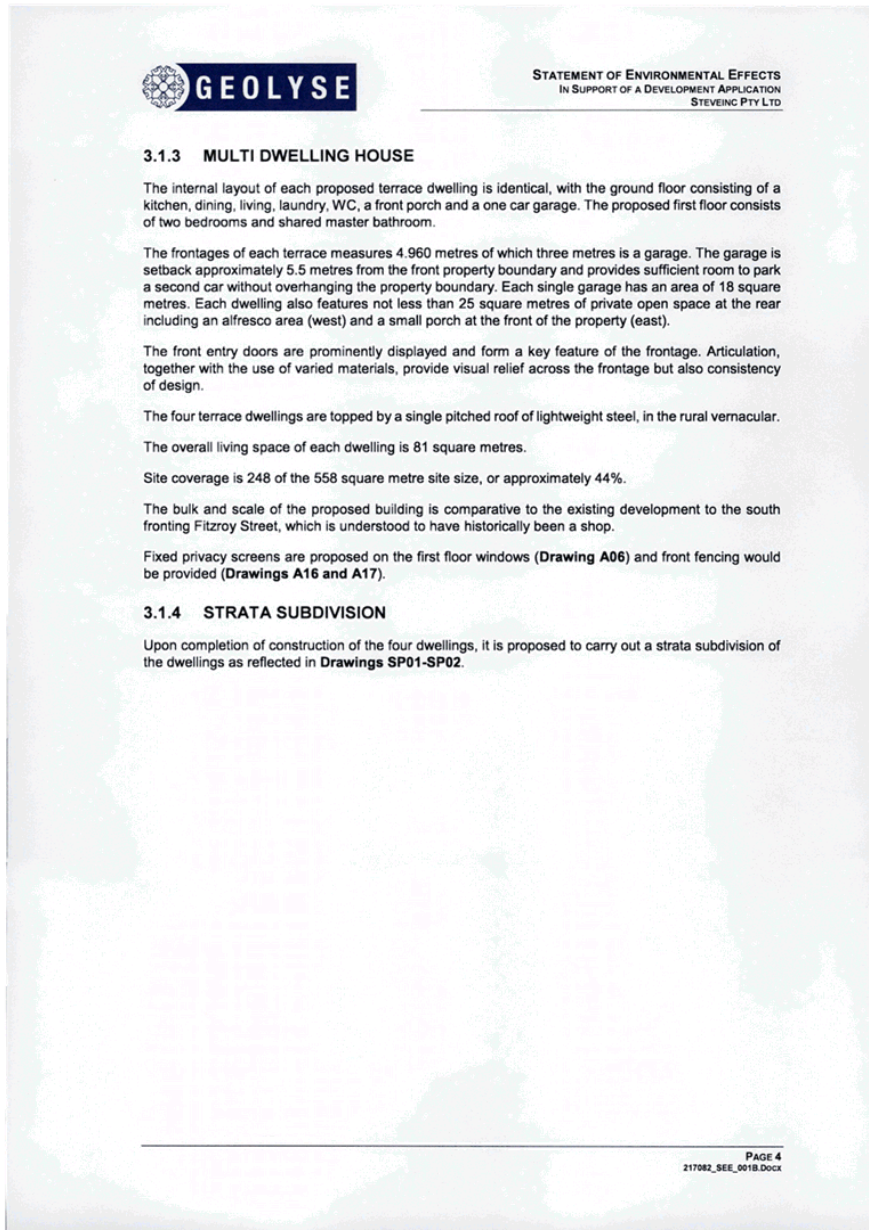 GEOLYSE
STATEMENT OF ENVIRONMENTAL EFFECTS
IN SUPPORT OF A DEVELOPMENT APPLICATION
STEVEINC PTY LTD
3.1.3 MULTI DWELLING HOUSE
The internal layout of each proposed terrace dwelling is identical, with the ground floor consisting of a
kitchen, dining, living, laundry, WC, a front porch and a one car garage. The proposed first floor consists
of two bedrooms and shared master bathroom.
The frontages of each terrace measures 4.960 metres of which three metres is a garage. The garage is
setback approximately 5.5 metres from the front property boundary and provides sufficient room to park
a second car without overhanging the property boundary. Each single garage has an area of 18 square
metres. Each dwelling also features not less than 25 square metres of private open space at the rear
including an alfresco area (west) and a small porch at the front of the property (east).
The front entry doors are prominently displayed and form a key feature of the frontage. Articulation,
together with the use of varied materials, provide visual relief across the frontage but also consistency
of design.
The four terrace dwellings are topped by a single pitched roof of lightweight steel, in the rural vernacular.
The overall living space of each dwelling is 81 square metres.
Site coverage is 248 of the 558 square metre site size, or approximately 44%.
The bulk and scale of the proposed building is comparative to the existing development to the south
fronting Fitzroy Street, which is understood to have historically been a shop.
Fixed privacy screens are proposed on the first floor windows (Drawing A06) and front fencing would
be provided (Drawings A16 and A17).
3.1.4 STRATA SUBDIVISION
Upon completion of construction of the four dwellings, it is proposed to carry out a strata subdivision of
the dwellings as reflected in Drawings SP01-SP02.
PAGE 4
217082_SEE_001B.DOCX